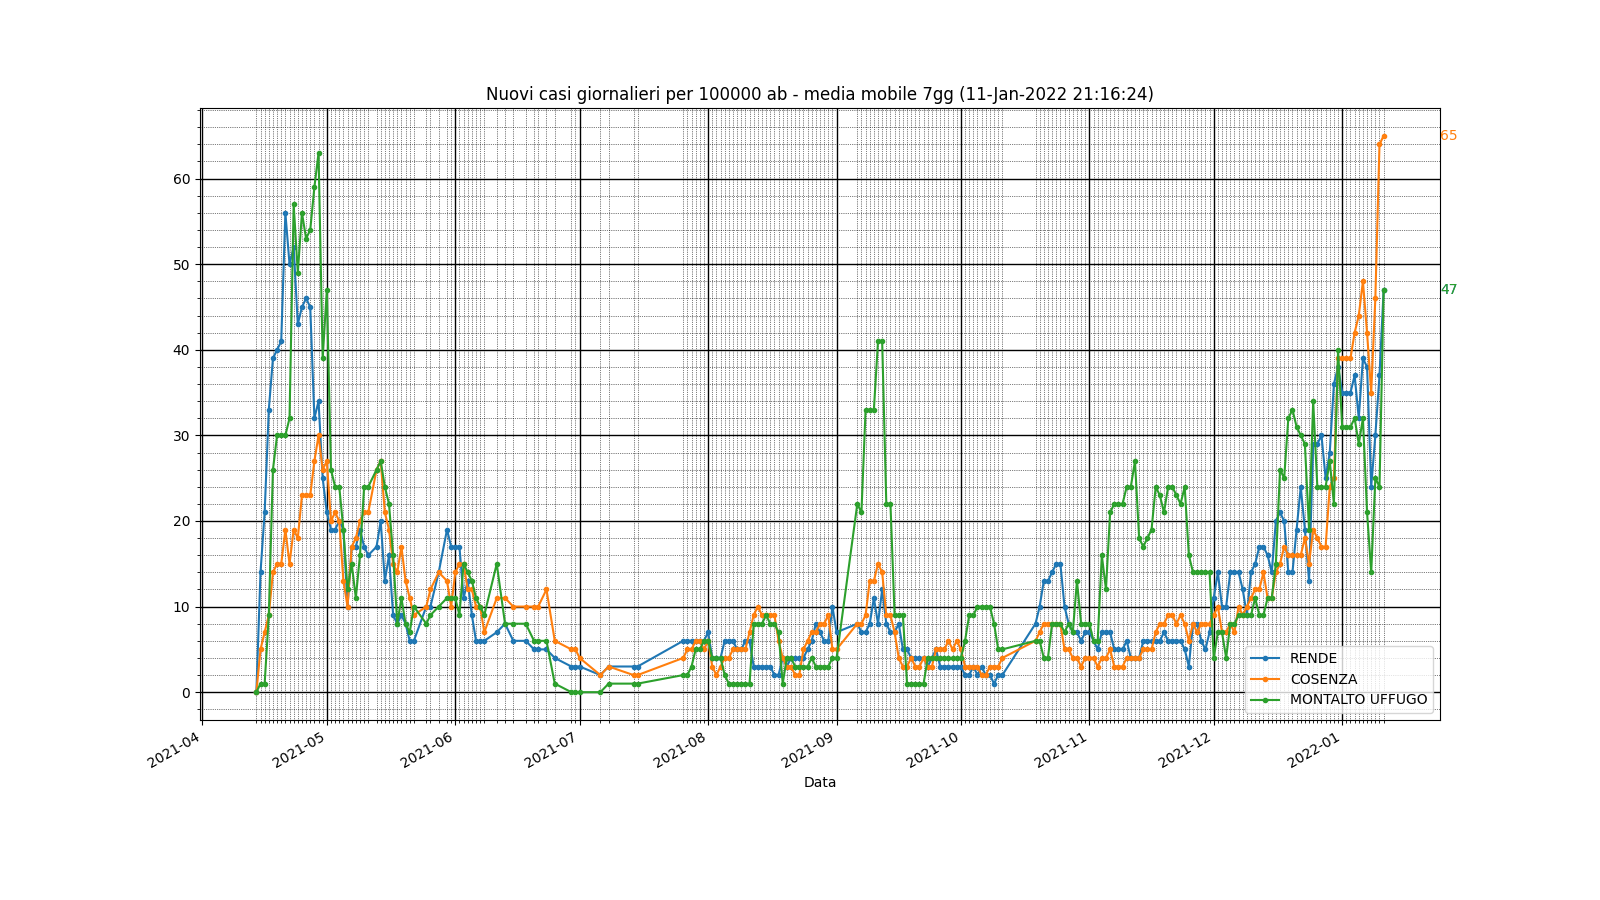 Nuovi casi giornalieri per 100000 ab - media mobile 7gg (11-Jan-2022 21:16:24)
65
60
50
47
40
30
20
10
0
RENDE
COSENZA
MONTALTO UFFUGO
2021-04 2021-05 2021-06 2021-07 2021-08 2021-09 2021-10 2021-11 2021-12 2022-01
Data